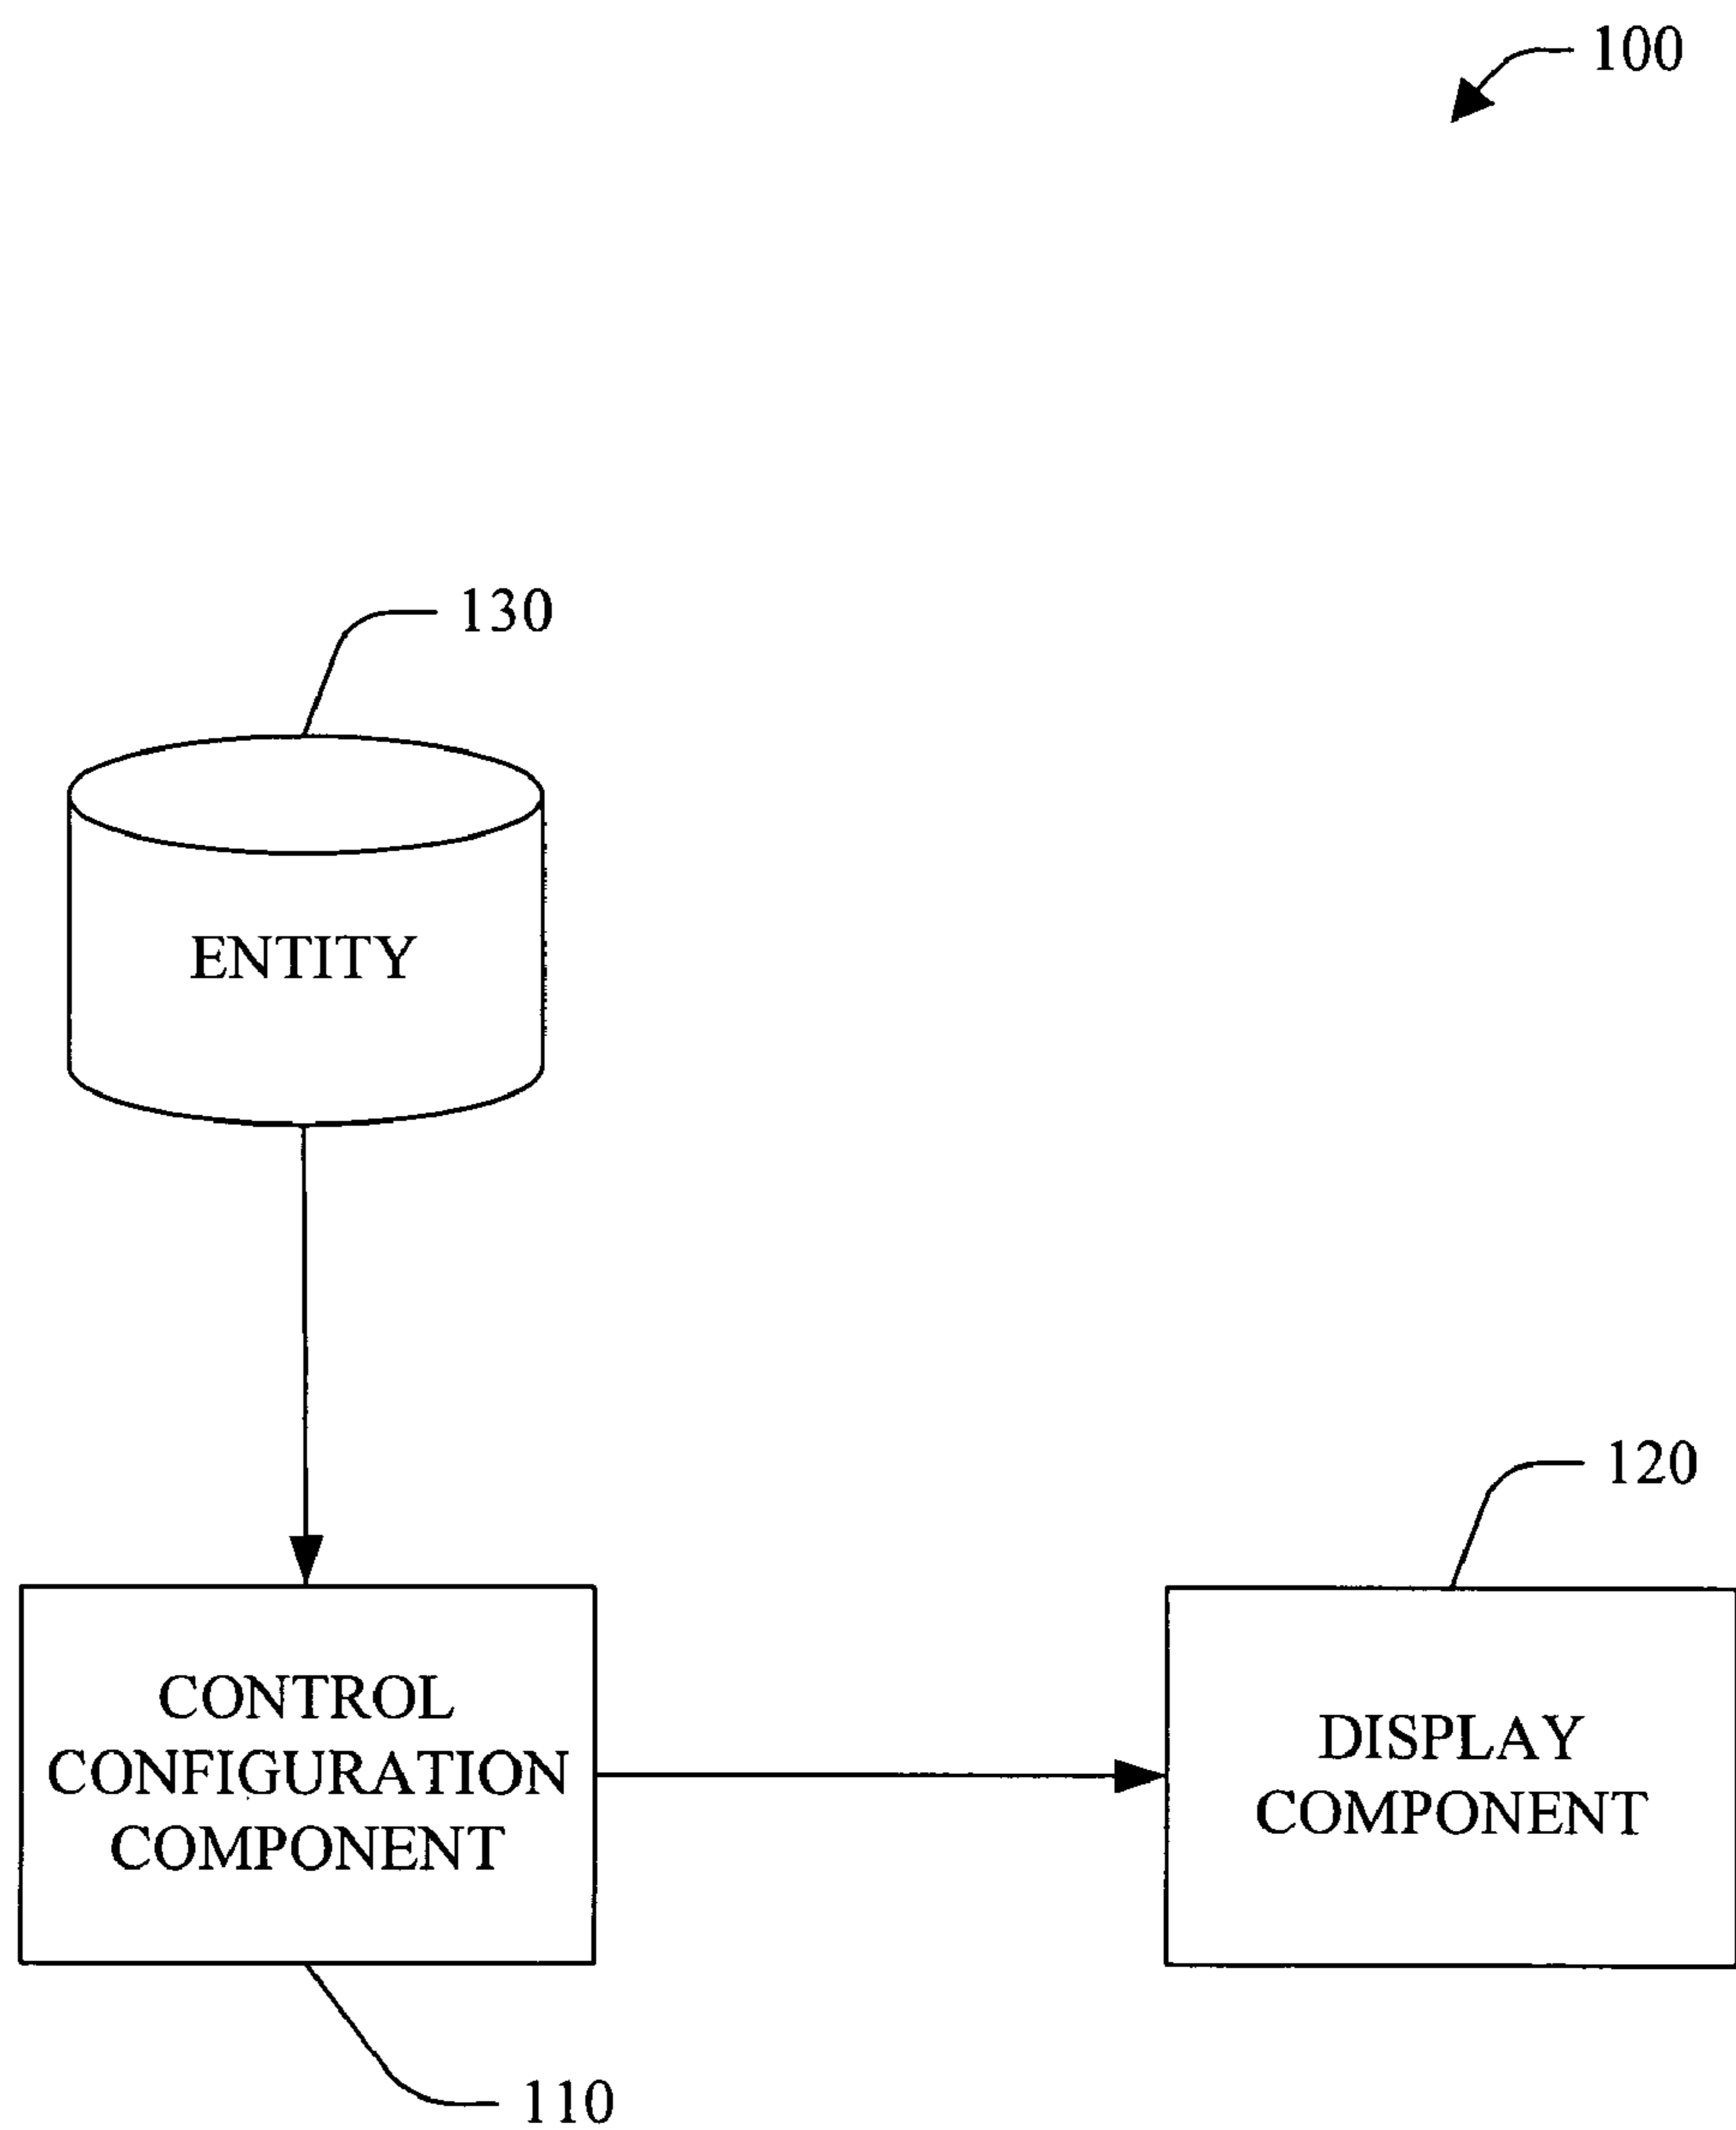 100
130
ENTITY
120
CONTROL
CONFIGURATION
COMPONENT
DISPLAY
COMPONENT
110